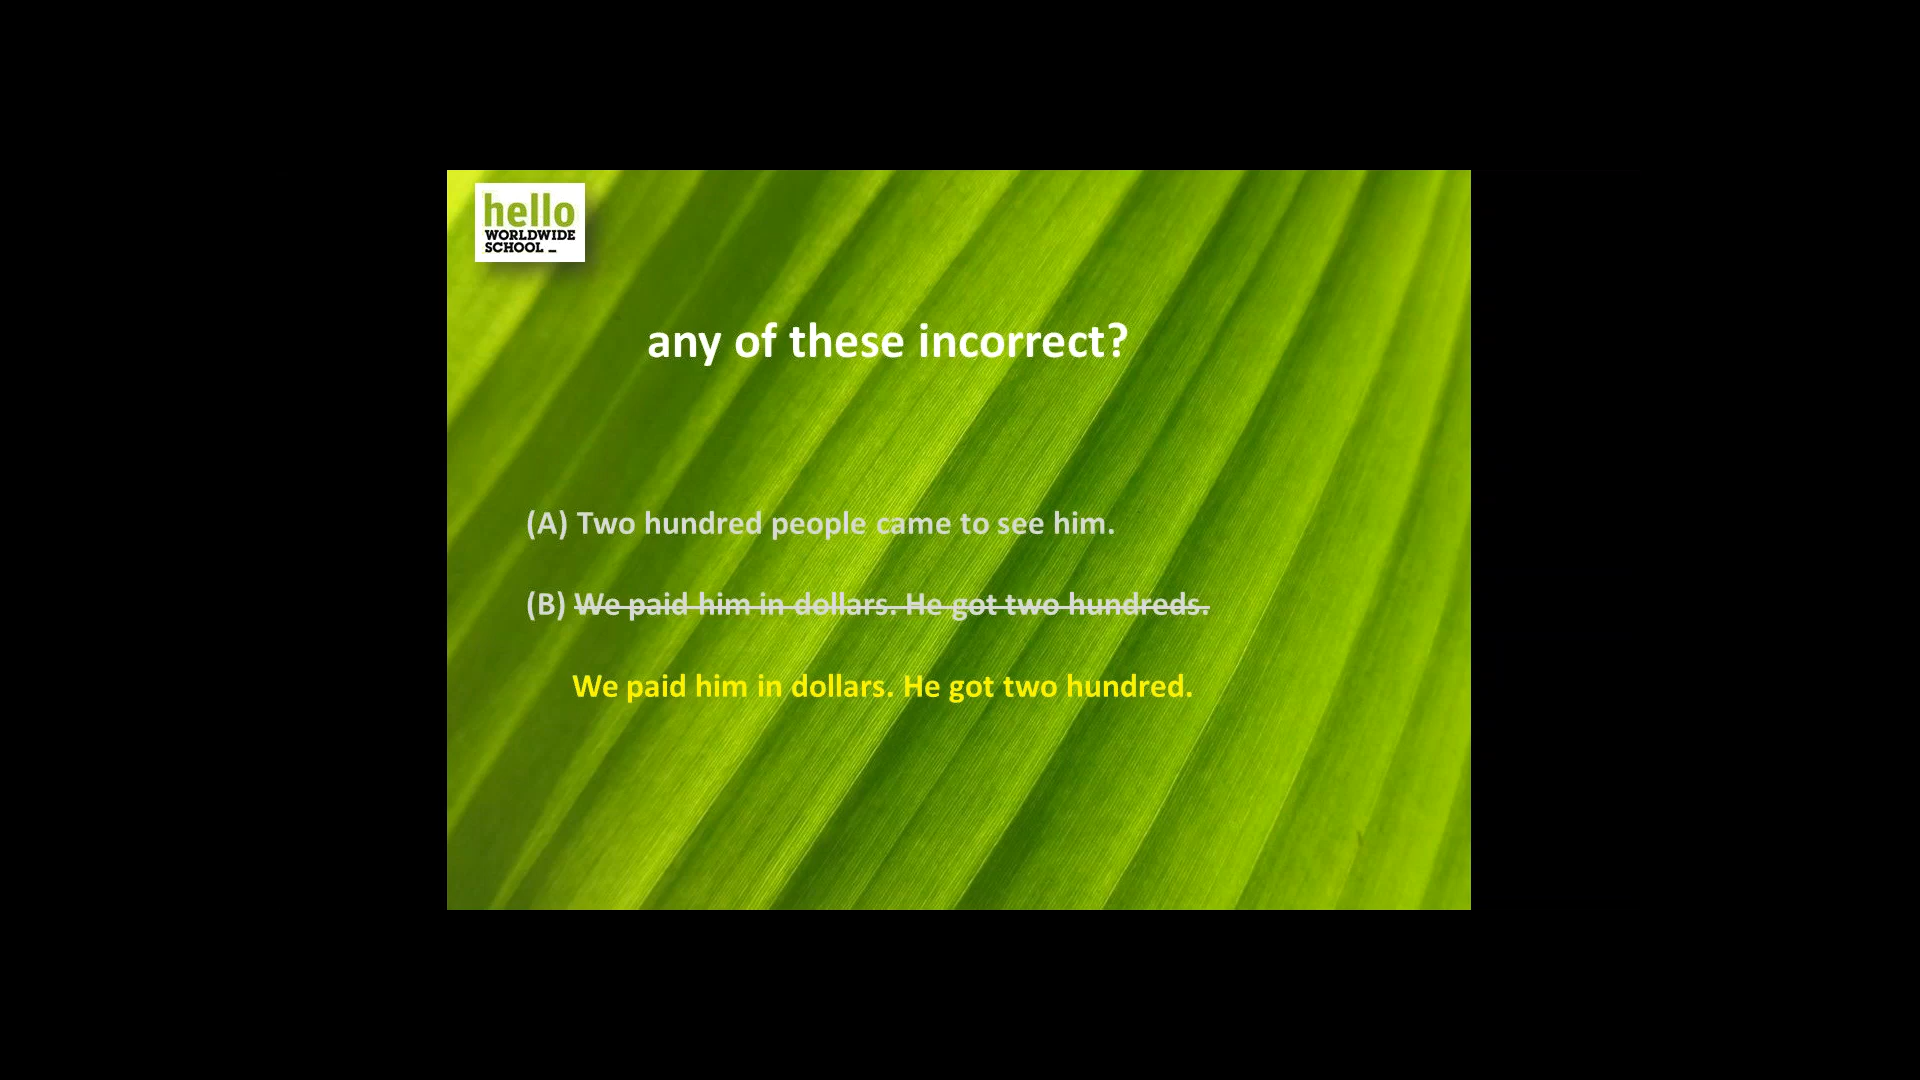 hello
WORLDWIDE
SCHOOL _
any of these incorrect?
(A) Two hundred people came to see him.
(B) We paid him in dollars. He got two hundreds.
We paid him in dollars. He got two hundred.